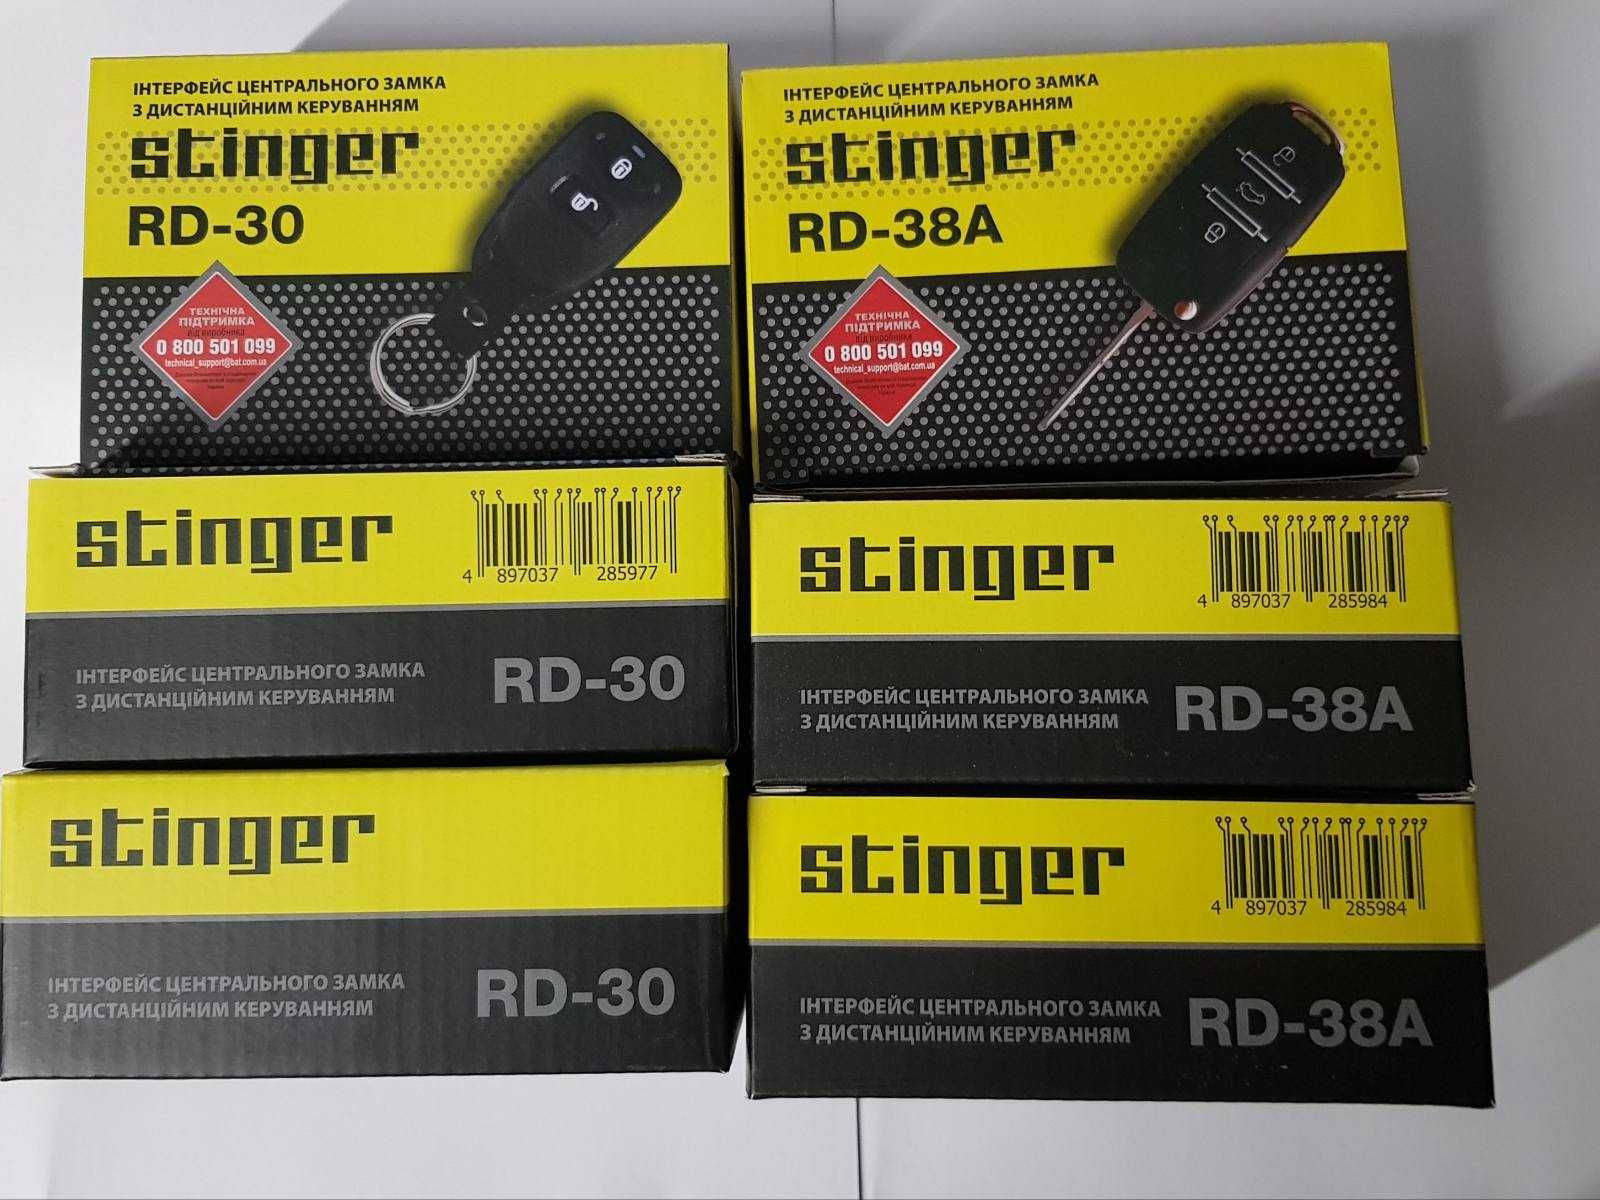 ІНТЕРФЕЙС ЦЕНТРАЛЬНОГО ЗАМКА
З ДИСТАНЦІЙНИМ КЕРУВАННЯМ
stinger
RD-30
ТЕХНІЧНА
ПІДТРИМКА
від виробника
0 800 501 099
technical_support@bat.com.ua
ІНТЕРФЕЙС ЦЕНТРАЛЬНОГО ЗАМКА
З ДИСТАНЦІЙНИМ КЕРУВАННЯМ
stinger
RD-38A
ТЕХНІЧНА
ПІДТРИМКА
від виробника
0 800 501 099
technical_support@bat.com.ua
stinger
4 897037 285977
ІНТЕРФЕЙС ЦЕНТРАЛЬНОГО ЗАМКА
З ДИСТАНЦІЙНИМ КЕРУВАННЯМ
RD-30
stinger
4 897037 285984
ІНТЕРФЕЙС ЦЕНТРАЛЬНОГО ЗАМКА
З ДИСТАНЦІЙНИМ КЕРУВАННЯМ
RD-38A
stinger
ІНТЕРФЕЙС ЦЕНТРАЛЬНОГО ЗАМКА
З ДИСТАНЦІЙНИМ КЕРУВАННЯМ
RD-30
stinger
4 897037 285984
ІНТЕРФЕЙС ЦЕНТРАЛЬНОГО ЗАМКА
З ДИСТАНЦІЙНИМ КЕРУВАННЯМ
RD-38A